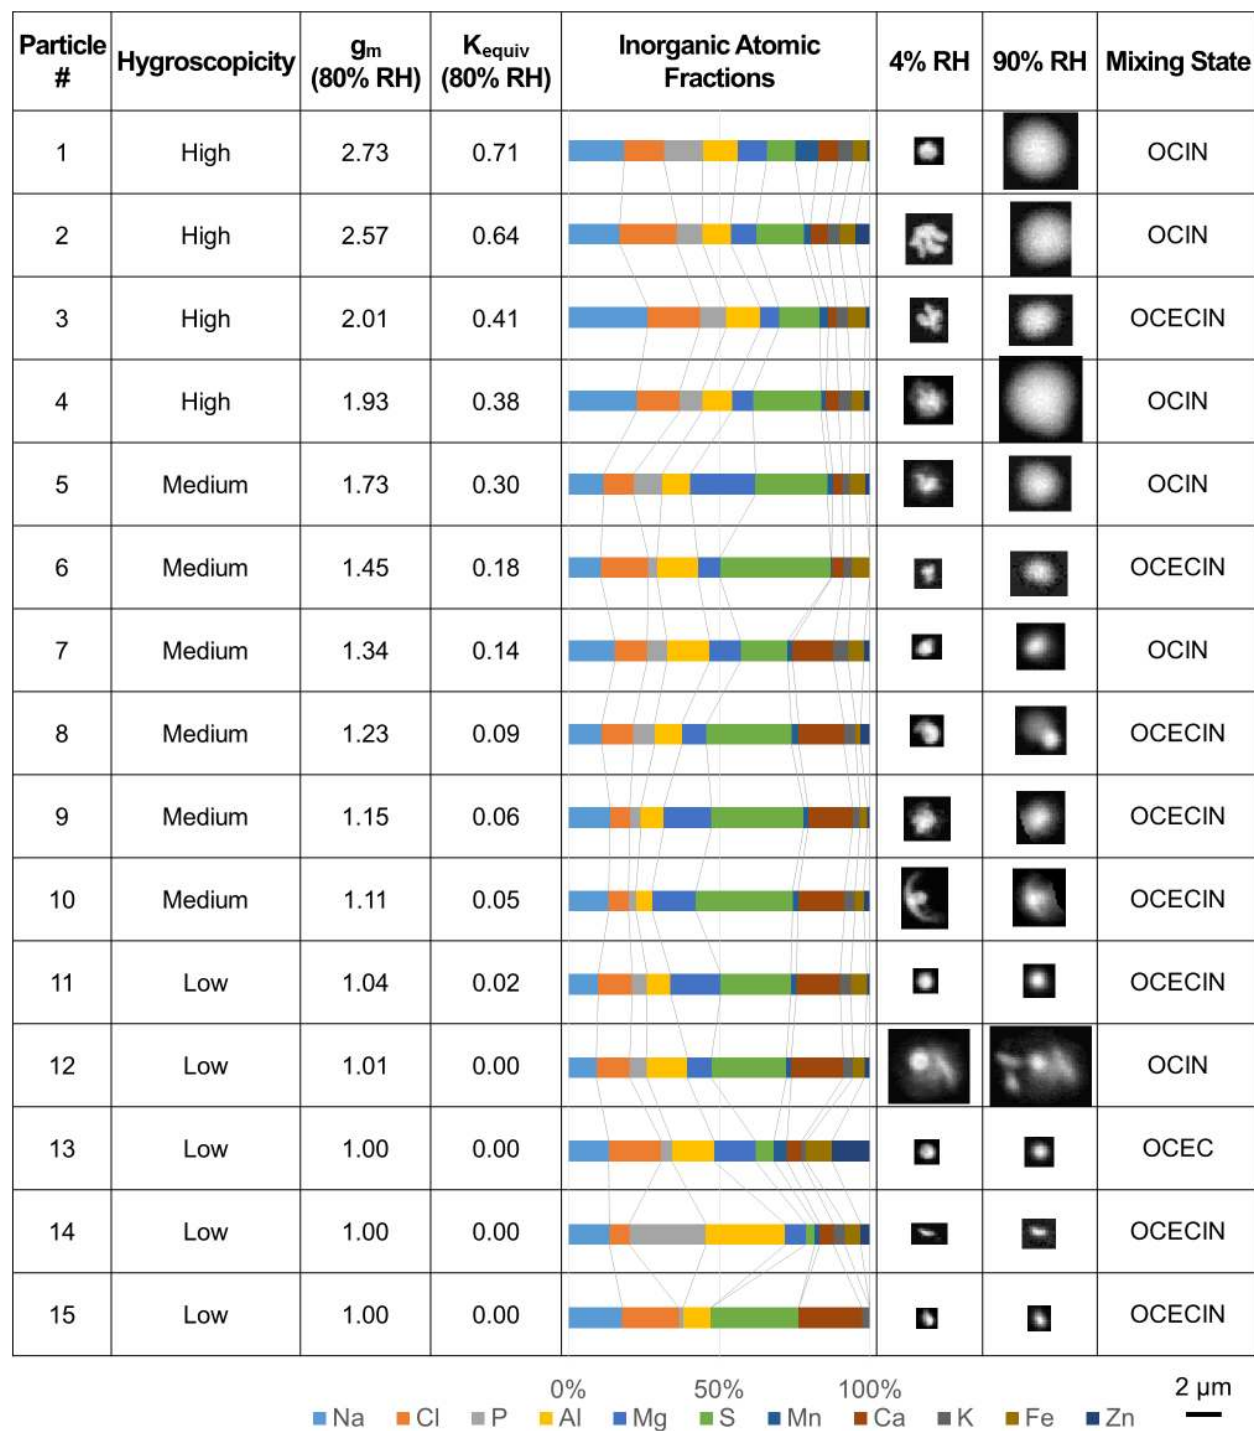 Particle # Hygroscopicity gm (80% RH) Kequiv (80% RH) Inorganic Atomic Fractions 4% RH 90% RH Mixing State
1 High 2.73 0.71 OCIN
2 High 2.57 0.64 OCIN
3 High 2.01 0.41 OCECIN
4 High 1.93 0.38 OCIN
5 Medium 1.73 0.30 OCIN
6 Medium 1.45 0.18 OCECIN
7 Medium 1.34 0.14 OCIN
8 Medium 1.23 0.09 OCECIN
9 Medium 1.15 0.06 OCECIN
10 Medium 1.11 0.05 OCECIN
11 Low 1.04 0.02 OCECIN
12 Low 1.01 0.00 OCIN
13 Low 1.00 0.00 OCEC
14 Low 1.00 0.00 OCECIN
15 Low 1.00 0.00 OCECIN
0% 50% 100% 2 μm
Na Cl P Al Mg S Mn Ca K Fe Zn